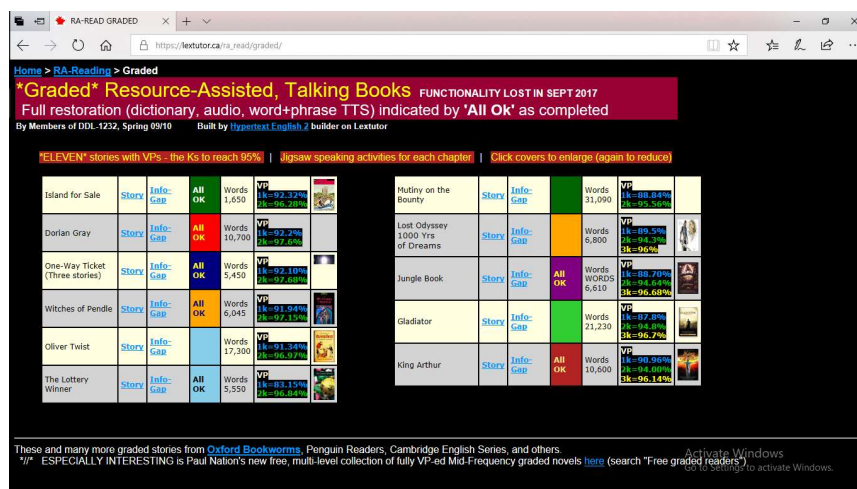 RA-READ GRADED
https://lextutor.ca/ra_read/graded/
Home > RA-Reading > Graded
*Graded* Resource-Assisted, Talking Books FUNCTIONALITY LOST IN SEPT 2017
Full restoration (dictionary, audio, word+phrase TTS) indicated by 'All Ok' as completed
By Members of DDL-1232, Spring 09/10 Built by Hypertext English 2 builder on Lextutor
*ELEVEN* stories with VPs - the Ks to reach 95% | Jigsaw speaking activities for each chapter | Click covers to enlarge (again to reduce)
Island for Sale Story Info-Gap All OK Words 1,650 VP 1k=92.32% 2k=96.28%
Dorian Gray Story Info-Gap All OK Words 10,700 VP 1k=92.2% 2k=97.6%
One-Way Ticket (Three stories) Story Info-Gap All OK Words 5,450 VP 1k=92.10% 2k=97.68%
Witches of Pendle Story Info-Gap All OK Words 6,045 VP 1k=91.94% 2k=97.15%
Oliver Twist Story Info-Gap Words 17,300 VP 1k=91.34% 2k=96.97%
The Lottery Winner Story Info-Gap All OK Words 5,550 VP 1k=83.15% 2k=96.84%
Mutiny on the Bounty Story Info-Gap Words 31,090 VP 1k=88.84% 2k=95.56%
Lost Odyssey 1000 Yrs of Dreams Story Info-Gap Words 6,800 VP 1k=89.5% 2k=94.3% 3k=96%
Jungle Book Story Info-Gap All OK Words WORDS 6,610 VP 1k=88.70% 2k=94.64% 3k=96.68%
Gladiator Story Info-Gap Words 21,230 VP 1k=87.8% 2k=94.8% 3k=96.7%
King Arthur Story Info-Gap All OK Words 10,600 VP 1k=90.96% 2k=94.00% 3k=96.14%
These and many more graded stories from Oxford Bookworms, Penguin Readers, Cambridge English Series, and others.
*//* ESPECIALLY INTERESTING is Paul Nation's new free, multi-level collection of fully VP-ed Mid-Frequency graded novels here (search "Free graded readers")
Activate Windows
Go to Settings to activate Windows.